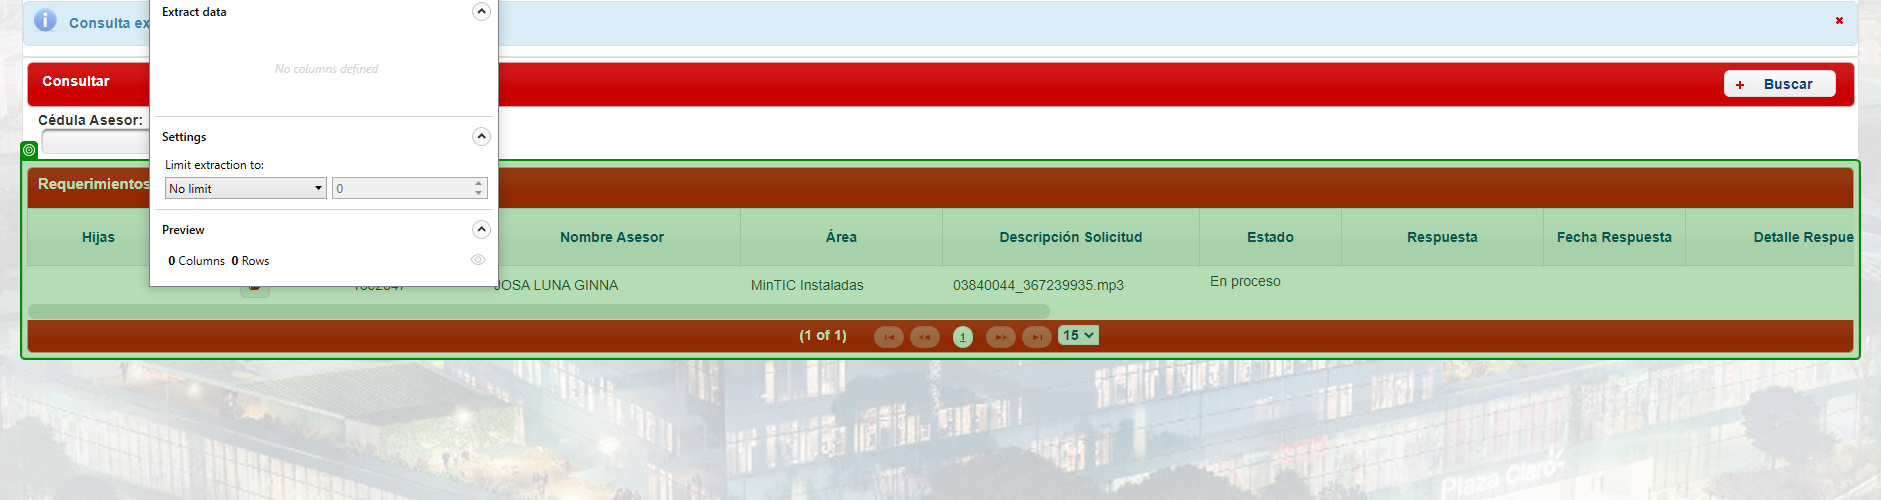 Extract data
Consulta ex
No columns defined
Consultar
+ Buscar
Cédula Asesor:
Settings
Limit extraction to:
No limit
0
Requerimientos
Preview
Hijas
Nombre Asesor
Área
Descripción Solicitud
Estado
Respuesta
Fecha Respuesta
Detalle Respue
0 Columns 0 Rows
JOSA LUNA GINNA
MinTIC Instaladas
03840044_367239935.mp3
En proceso
(1 of 1)
1
15
Plaza Claro